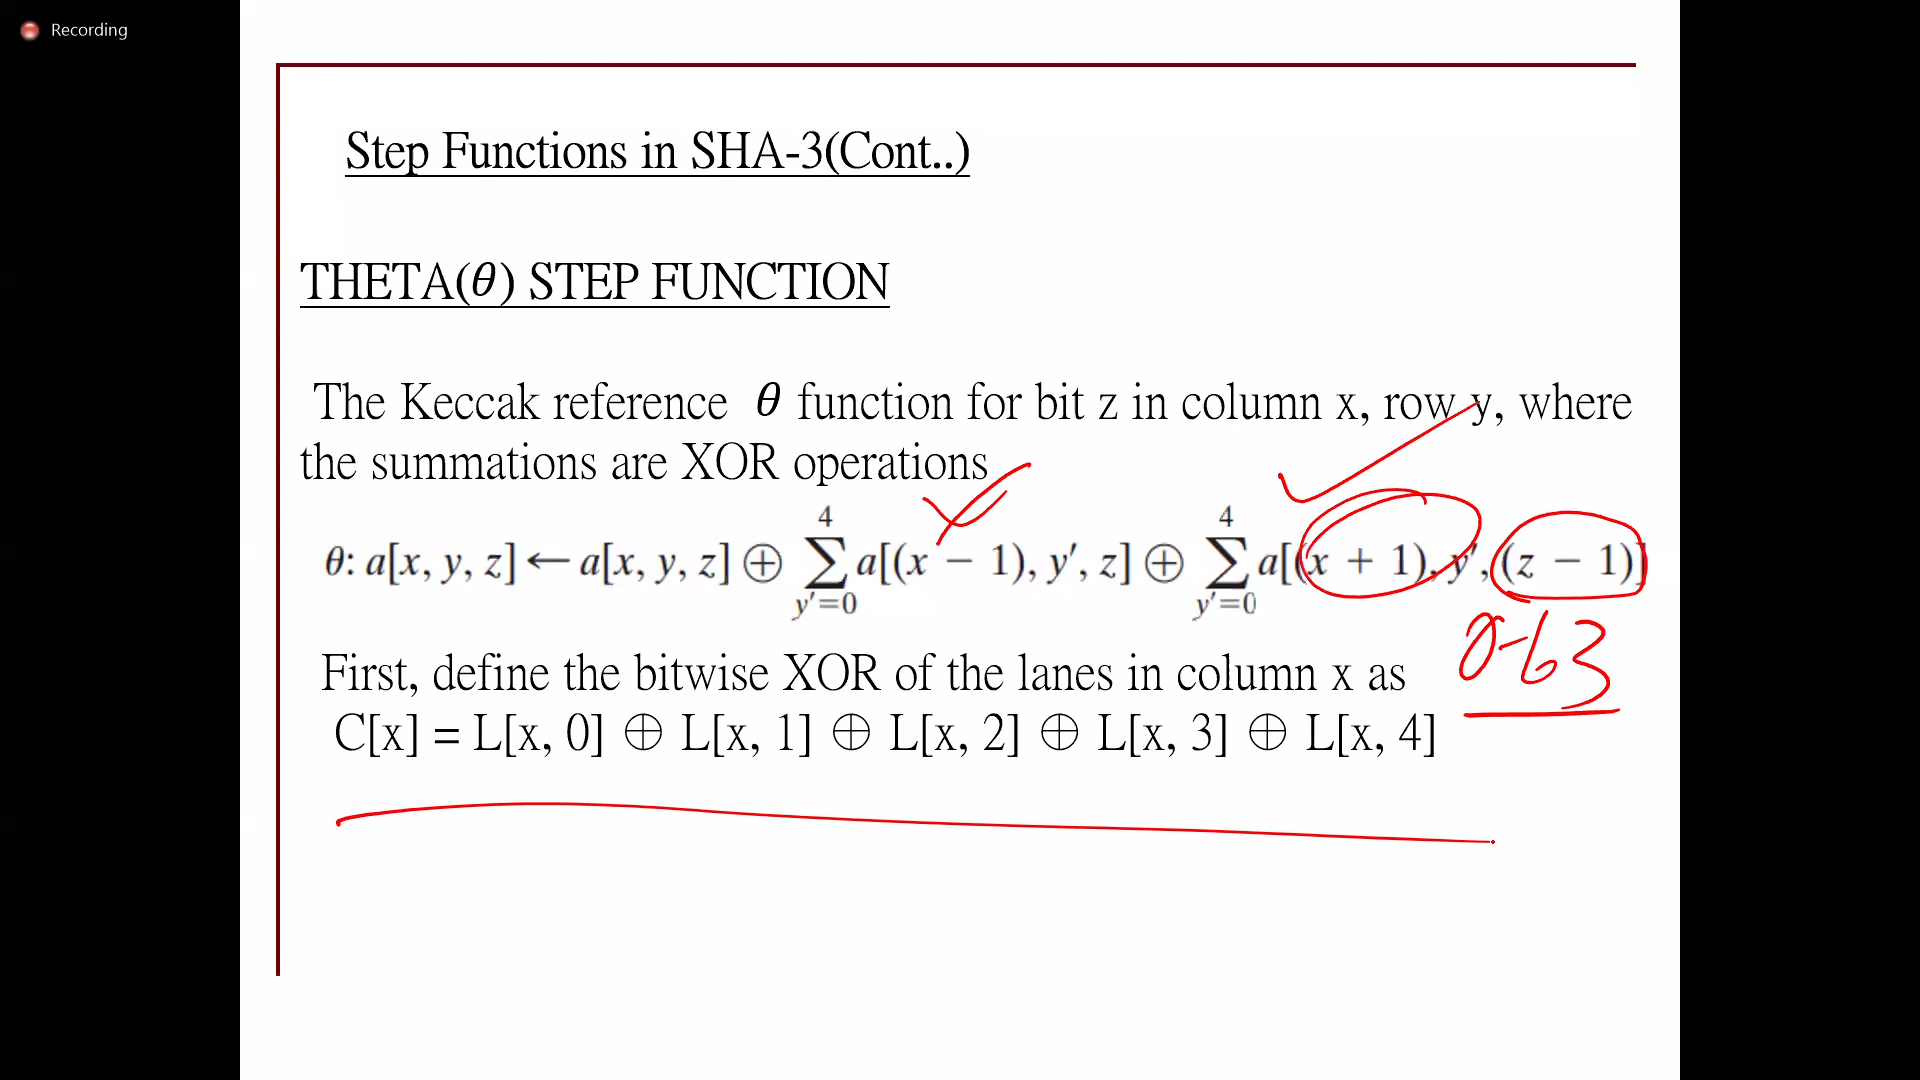 Recording
Step Functions in SHA-3(Cont..)
THETA(θ) STEP FUNCTION
The Keccak reference θ function for bit z in column x, row y, where
the summations are XOR operations
θ: a[x, y, z] ← a[x, y, z] ⊕ ∑_{y′=0}^{4} a[(x − 1), y′, z] ⊕ ∑_{y′=0}^{4} a[(x + 1), y′, (z − 1)]
0-63
First, define the bitwise XOR of the lanes in column x as
C[x] = L[x, 0] ⊕ L[x, 1] ⊕ L[x, 2] ⊕ L[x, 3] ⊕ L[x, 4]